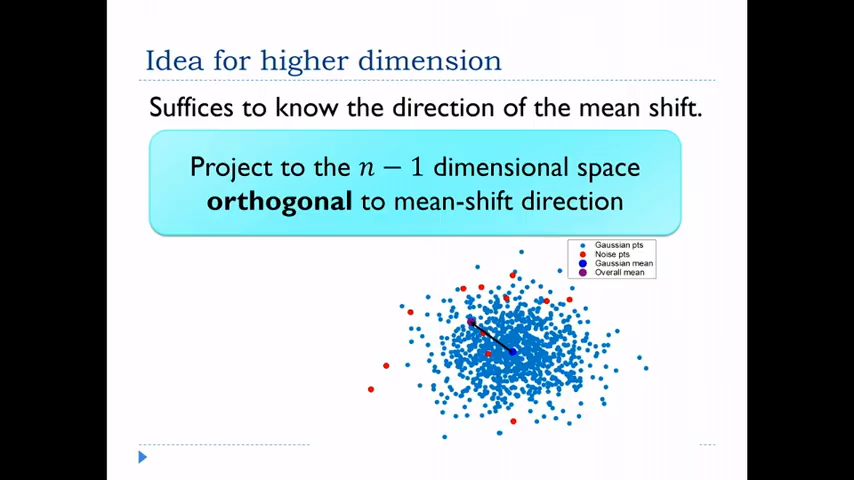 Idea for higher dimension
Suffices to know the direction of the mean shift.
Project to the n − 1 dimensional space
orthogonal to mean-shift direction
Gaussian pts
Noise pts
Gaussian mean
Overall mean